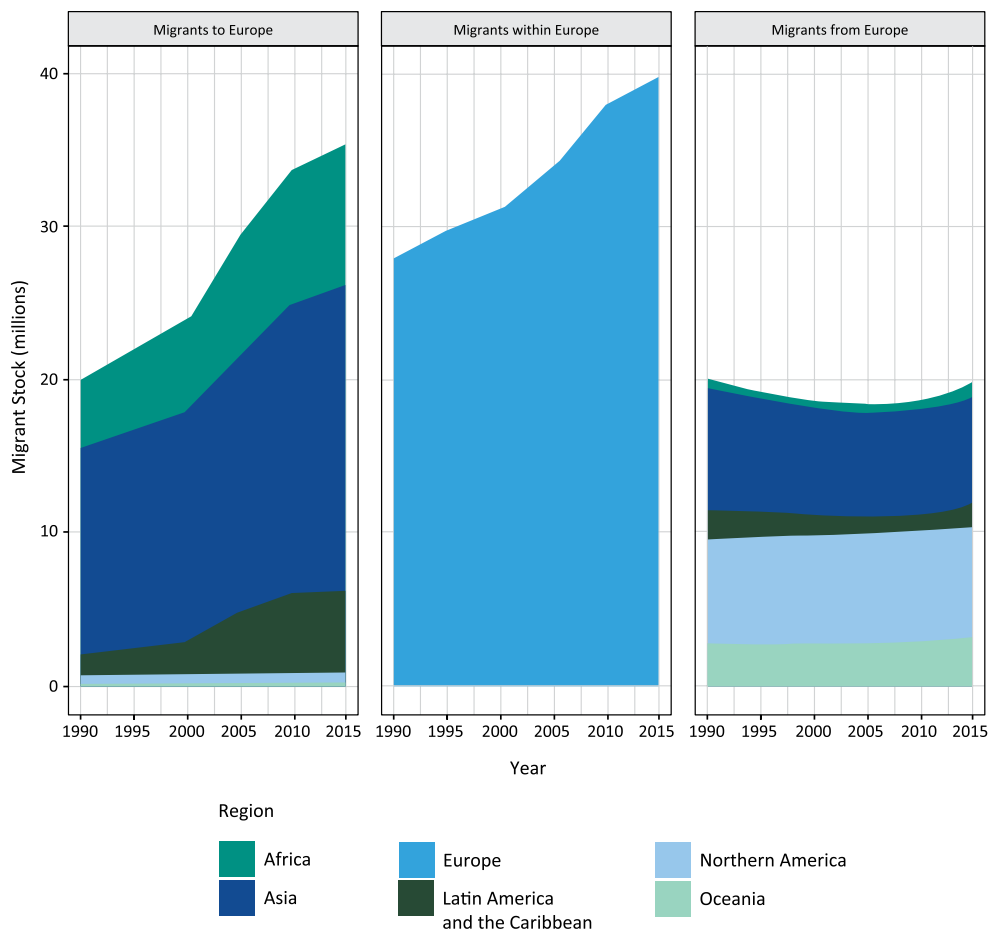 Migrants to Europe
Migrants within Europe
Migrants from Europe
Migrant Stock (millions)
40
30
20
10
0
1990 1995 2000 2005 2010 2015
1990 1995 2000 2005 2010 2015
1990 1995 2000 2005 2010 2015
Year
Region
Africa
Europe
Northern America
Asia
Latin America
and the Caribbean
Oceania